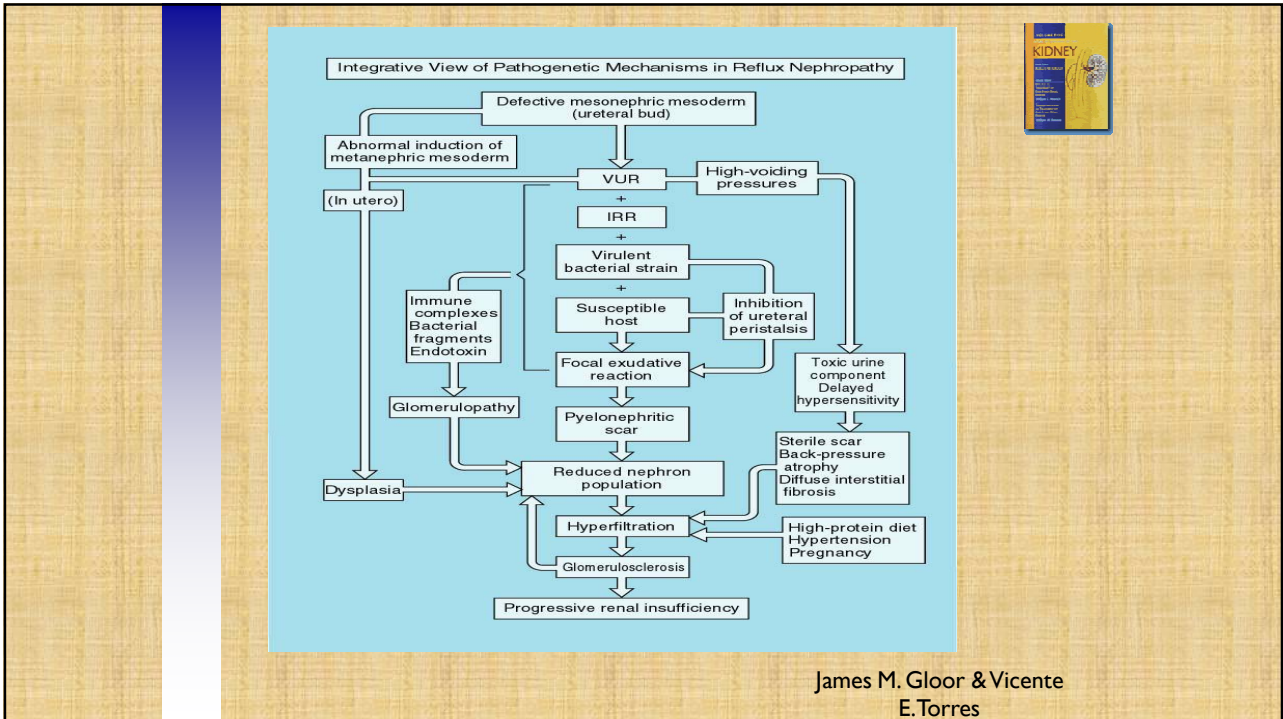 KIDNEY
Integrative View of Pathogenetic Mechanisms in Reflux Nephropathy
Defective mesonephric mesoderm
(ureteral bud)
Abnormal induction of
metanephric mesoderm
VUR
High-voiding
pressures
(In utero)
+
IRR
+
Virulent
bacterial strain
+
Immune
complexes
Bacterial
fragments
Endotoxin
Susceptible
host
Inhibition
of ureteral
peristalsis
Focal exudative
reaction
Toxic urine
component
Delayed
hypersensitivity
Glomerulopathy
Pyelonephritic
scar
Sterile scar
Back-pressure
atrophy
Diffuse interstitial
fibrosis
Reduced nephron
population
Dysplasia
Hyperfiltration
High-protein diet
Hypertension
Pregnancy
Glomerulosclerosis
Progressive renal insufficiency
James M. Gloor & Vicente
E. Torres